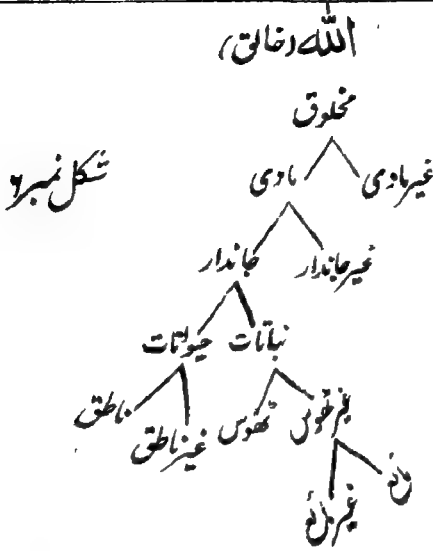 اللہ (خالق)
مخلوق
غیر مادی مادی
شکل نمبر ۶
غیر جاندار جاندار
نباتات حیوانات
غیر ٹھوس ٹھوس غیر ناطق ناطق
مائع غیر مائع